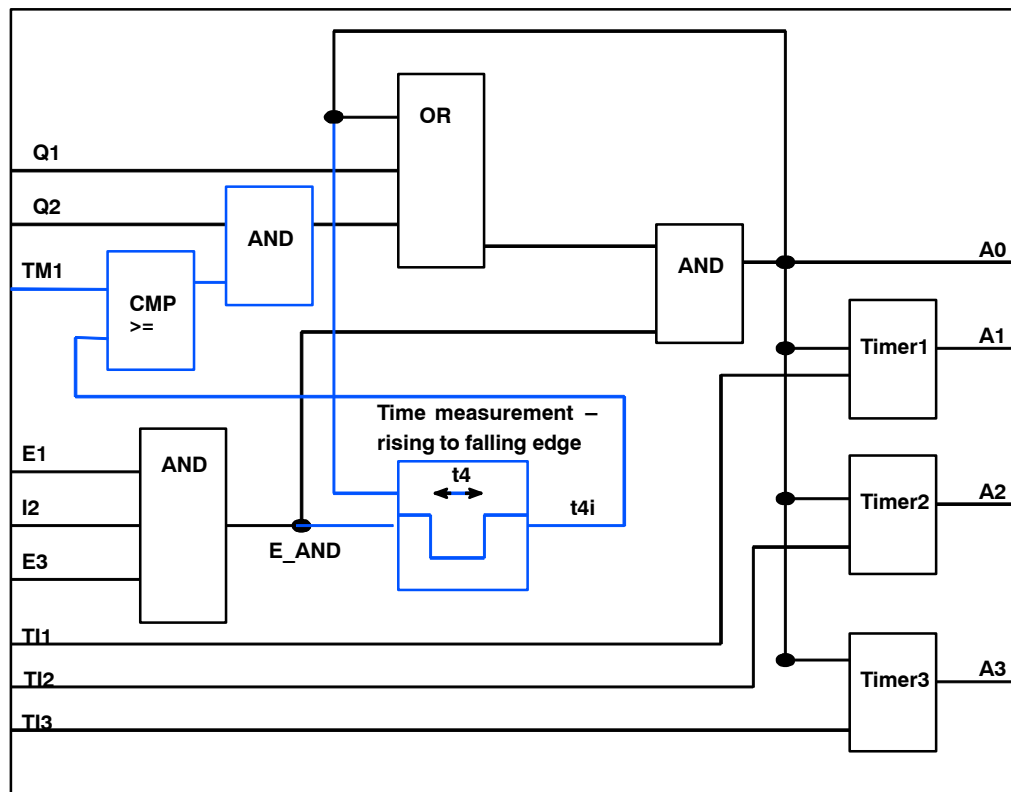 OR
Q1
Q2
AND
AND
A0
TM1
CMP
>=
Timer1
A1
Time measurement –
rising to falling edge
E1
AND
t4
Timer2
A2
I2
t4i
E_AND
E3
TI1
TI2
Timer3
A3
TI3